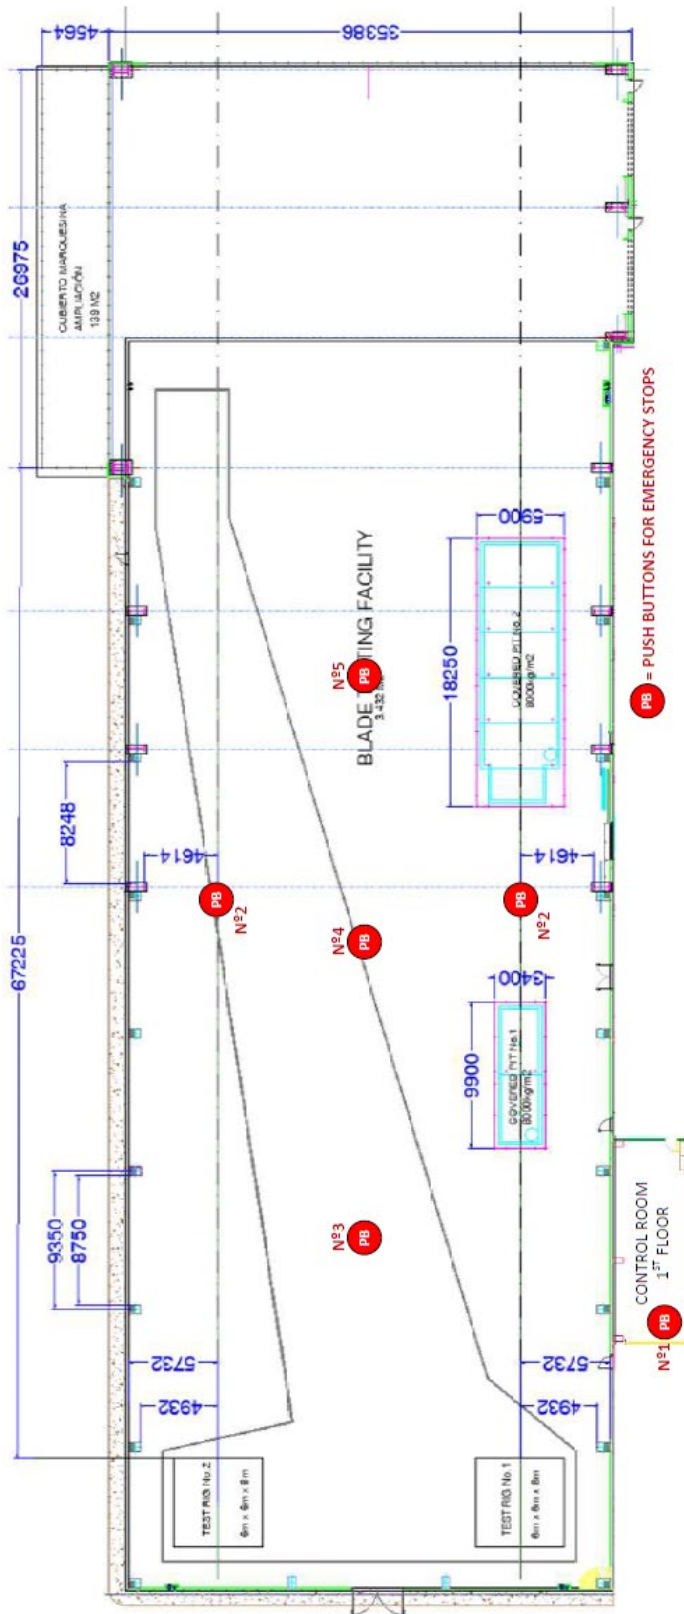 4564
35386
26975
CUBIERTO MARQUESINA
AMPLIACIÓN
139 M2
67225
8248
4614
4614
9350
8750
5732
4932
5732
4932
BLADE TING FACILITY
3.432 M
Nº5
PB
5900
18250
COVERED PIT No.2
8000kg/m2
PB
Nº2
Nº4
PB
PB
Nº2
3400
9900
COVERED PIT No.1
8000kg/m2
Nº3
PB
TEST RIG No.2
6m x 6m x 8m
TEST RIG No.1
6m x 6m x 8m
CONTROL ROOM
1ST FLOOR
Nº1 PB
PB = PUSH BUTTONS FOR EMERGENCY STOPS